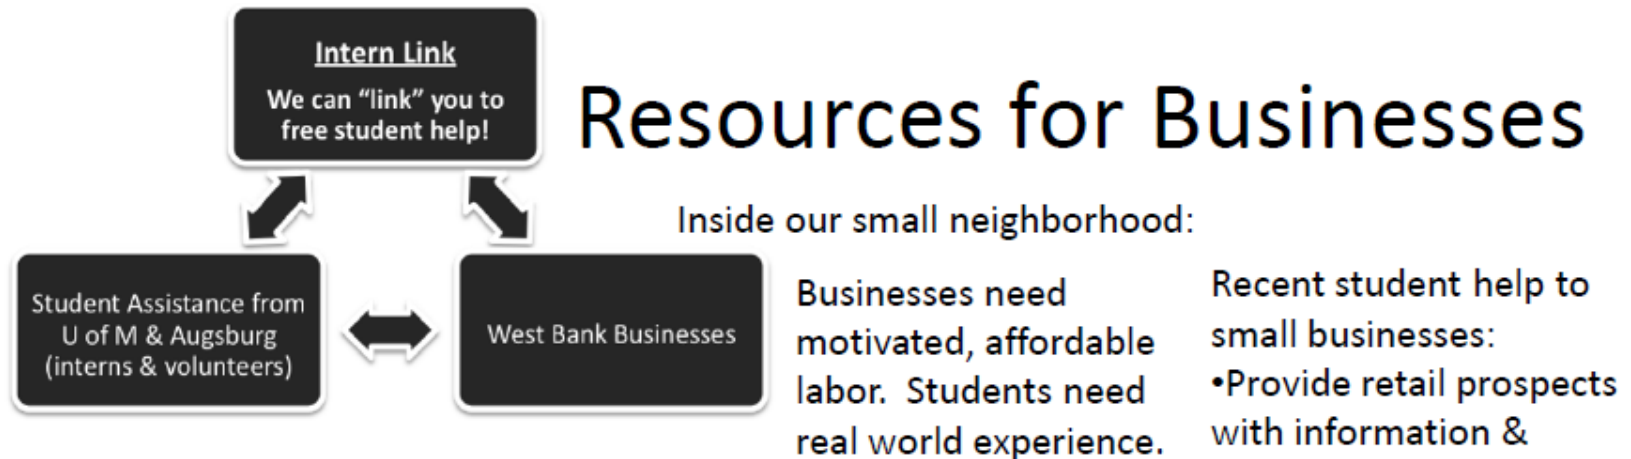 Intern Link
We can “link” you to
free student help!
Resources for Businesses
Student Assistance from
U of M & Augsburg
(interns & volunteers)
West Bank Businesses
Inside our small neighborhood:
Businesses need
motivated, affordable
labor.  Students need
real world experience.
Recent student help to
small businesses:
•Provide retail prospects
with information &